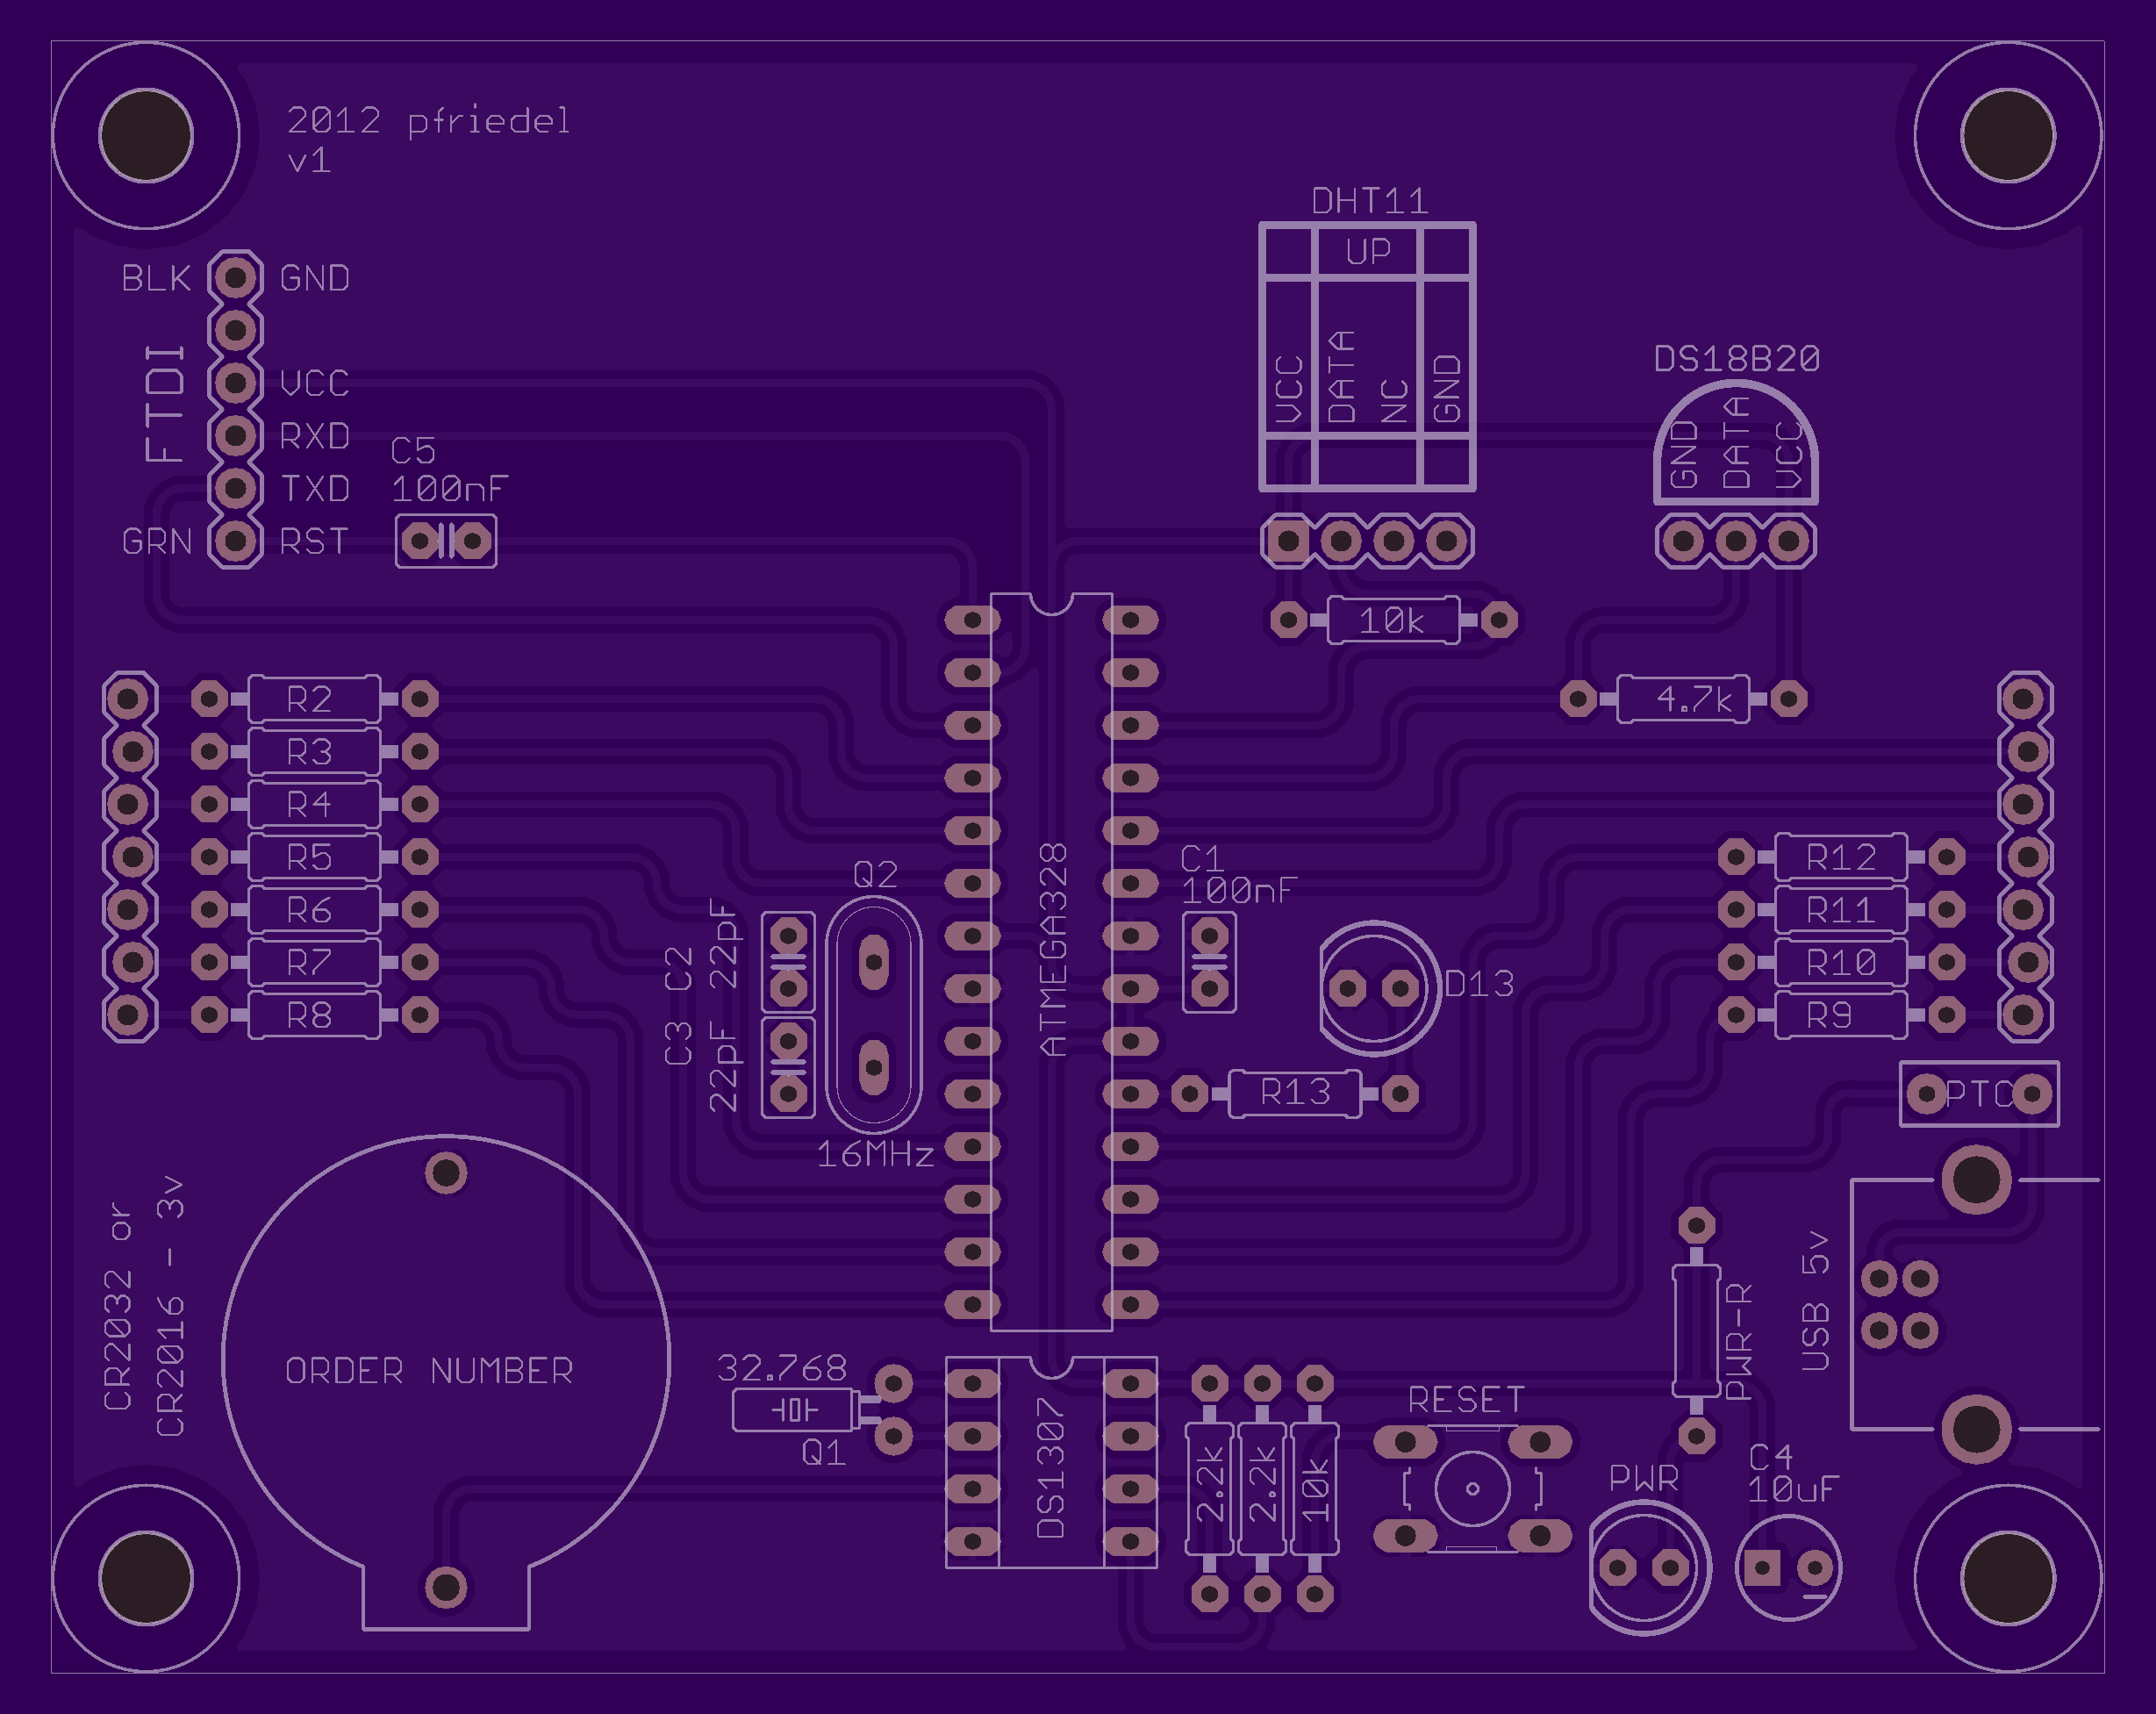 2012 pfriedel
v1
DHT11
UP
VCC
DATA
NC
GND
DS18B20
GND
DATA
VCC
BLK
GND
FTDI
VCC
RXD
TXD
GRN
RST
C5
100nF
10k
4.7k
R2
R3
R4
R5
R6
R7
R8
Q2
16MHz
C2 22pF
C3 22pF
ATMEGA328
C1
100nF
D13
R13
R12
R11
R10
R9
PTC
USB 5v
CR2032 or
CR2016 - 3v
ORDER NUMBER
32.768
Q1
DS1307
2.2k
2.2k
10k
RESET
PWR-R
PWR
C4
10uF